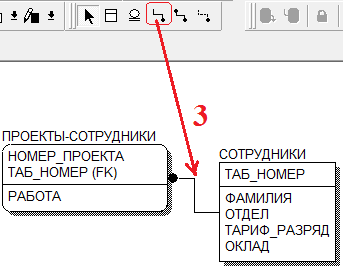 3
ПРОЕКТЫ-СОТРУДНИКИ
НОМЕР_ПРОЕКТА
ТАБ_НОМЕР (FK)
РАБОТА
СОТРУДНИКИ
ТАБ_НОМЕР
ФАМИЛИЯ
ОТДЕЛ
ТАРИФ_РАЗРЯД
ОКЛАД